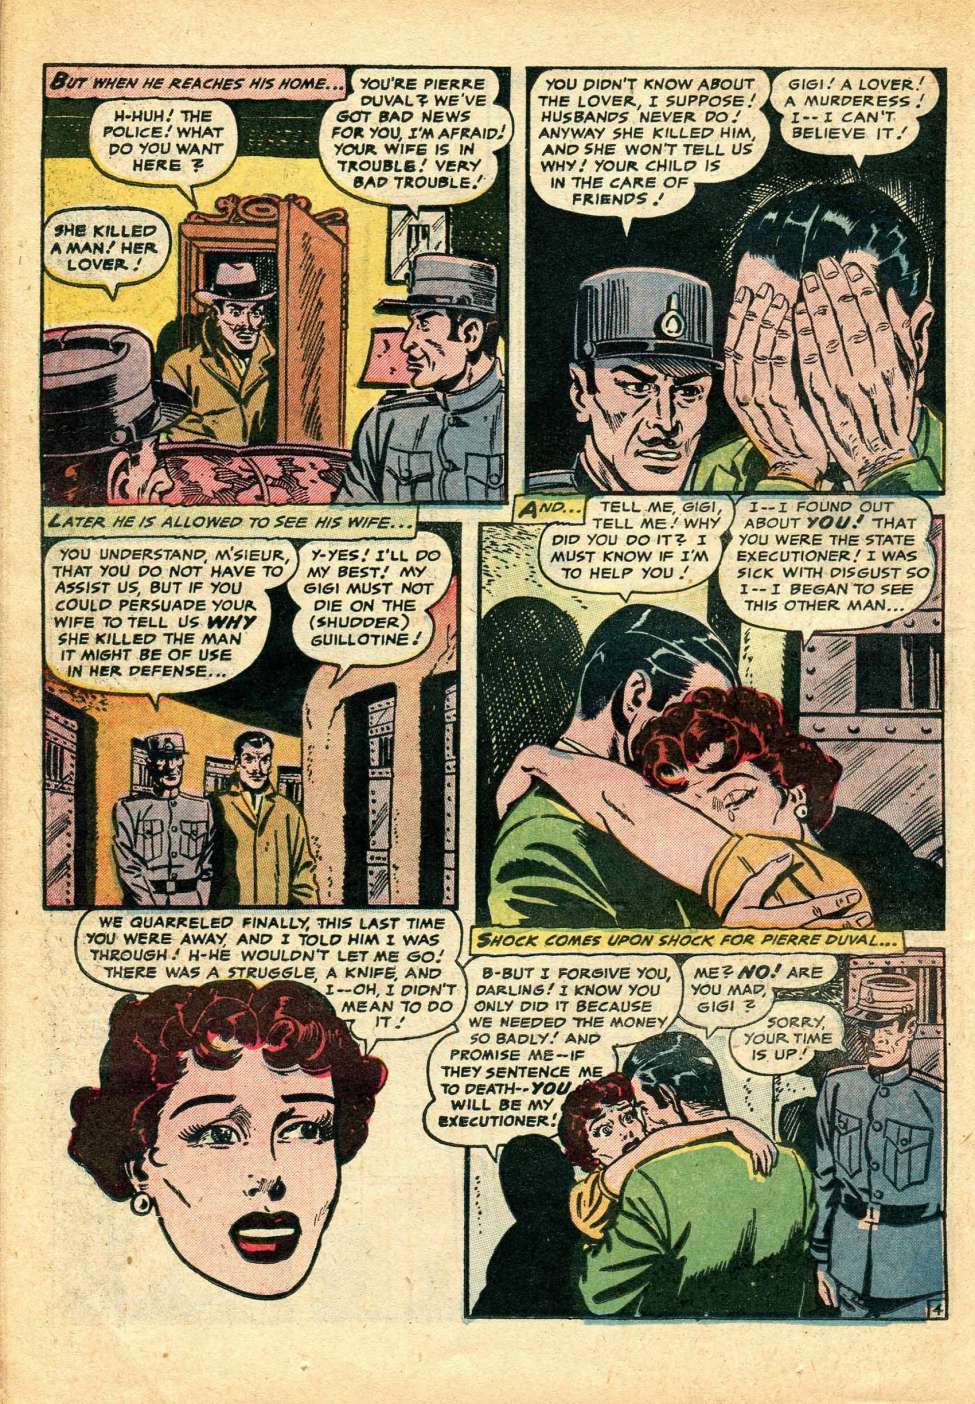 BUT WHEN HE REACHES HIS HOME...
H-HUH! THE
POLICE! WHAT
DO YOU WANT
HERE?
YOU'RE PIERRE
DUVAL? WE'VE
GOT BAD NEWS
FOR YOU, I'M AFRAID!
YOUR WIFE IS IN
TROUBLE! VERY
BAD TROUBLE!
SHE KILLED
A MAN! HER
LOVER!
YOU DIDN'T KNOW ABOUT
THE LOVER, I SUPPOSE!
HUSBANDS NEVER DO!
ANYWAY SHE KILLED HIM,
AND SHE WON'T TELL US
WHY! YOUR CHILD IS
IN THE CARE OF
FRIENDS!
GIGI! A LOVER!
A MURDERESS!
I--I CAN'T
BELIEVE IT!
LATER HE IS ALLOWED TO SEE HIS WIFE...
YOU UNDERSTAND, M'SIEUR,
THAT YOU DO NOT HAVE TO
ASSIST US, BUT IF YOU
COULD PERSUADE YOUR
WIFE TO TELL US WHY
SHE KILLED THE MAN
IT MIGHT BE OF USE
IN HER DEFENSE...
Y-YES! I'LL DO
MY BEST! MY
GIGI MUST NOT
DIE ON THE
(SHUDDER)
GUILLOTINE!
AND...
TELL ME, GIGI,
TELL ME! WHY
DID YOU DO IT? I
MUST KNOW IF I'M
TO HELP YOU!
I--I FOUND OUT
ABOUT YOU! THAT
YOU WERE THE STATE
EXECUTIONER! I WAS
SICK WITH DISGUST SO
I--I BEGAN TO SEE
THIS OTHER MAN...
WE QUARRELED FINALLY, THIS LAST TIME
YOU WERE AWAY, AND I TOLD HIM I WAS
THROUGH! H-HE WOULDN'T LET ME GO!
THERE WAS A STRUGGLE, A KNIFE, AND
I--OH, I DIDN'T
MEAN TO DO
IT!
SHOCK COMES UPON SHOCK FOR PIERRE DUVAL...
B-BUT I FORGIVE YOU,
DARLING! I KNOW YOU
ONLY DID IT BECAUSE
WE NEEDED THE MONEY
SO BADLY! AND
PROMISE ME--IF
THEY SENTENCE ME
TO DEATH--YOU
WILL BE MY
EXECUTIONER!
ME? NO! ARE
YOU MAD,
GIGI?
SORRY,
YOUR TIME
IS UP!
4